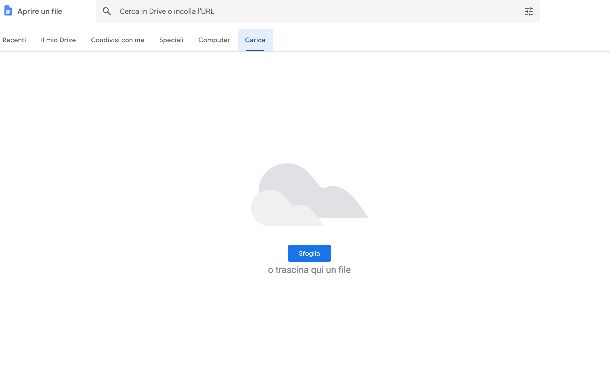 Aprire un file
Cerca in Drive o incolla l'URL
Recenti Il mio Drive Condivisi con me Speciali Computer Carica
Sfoglia
o trascina qui un file